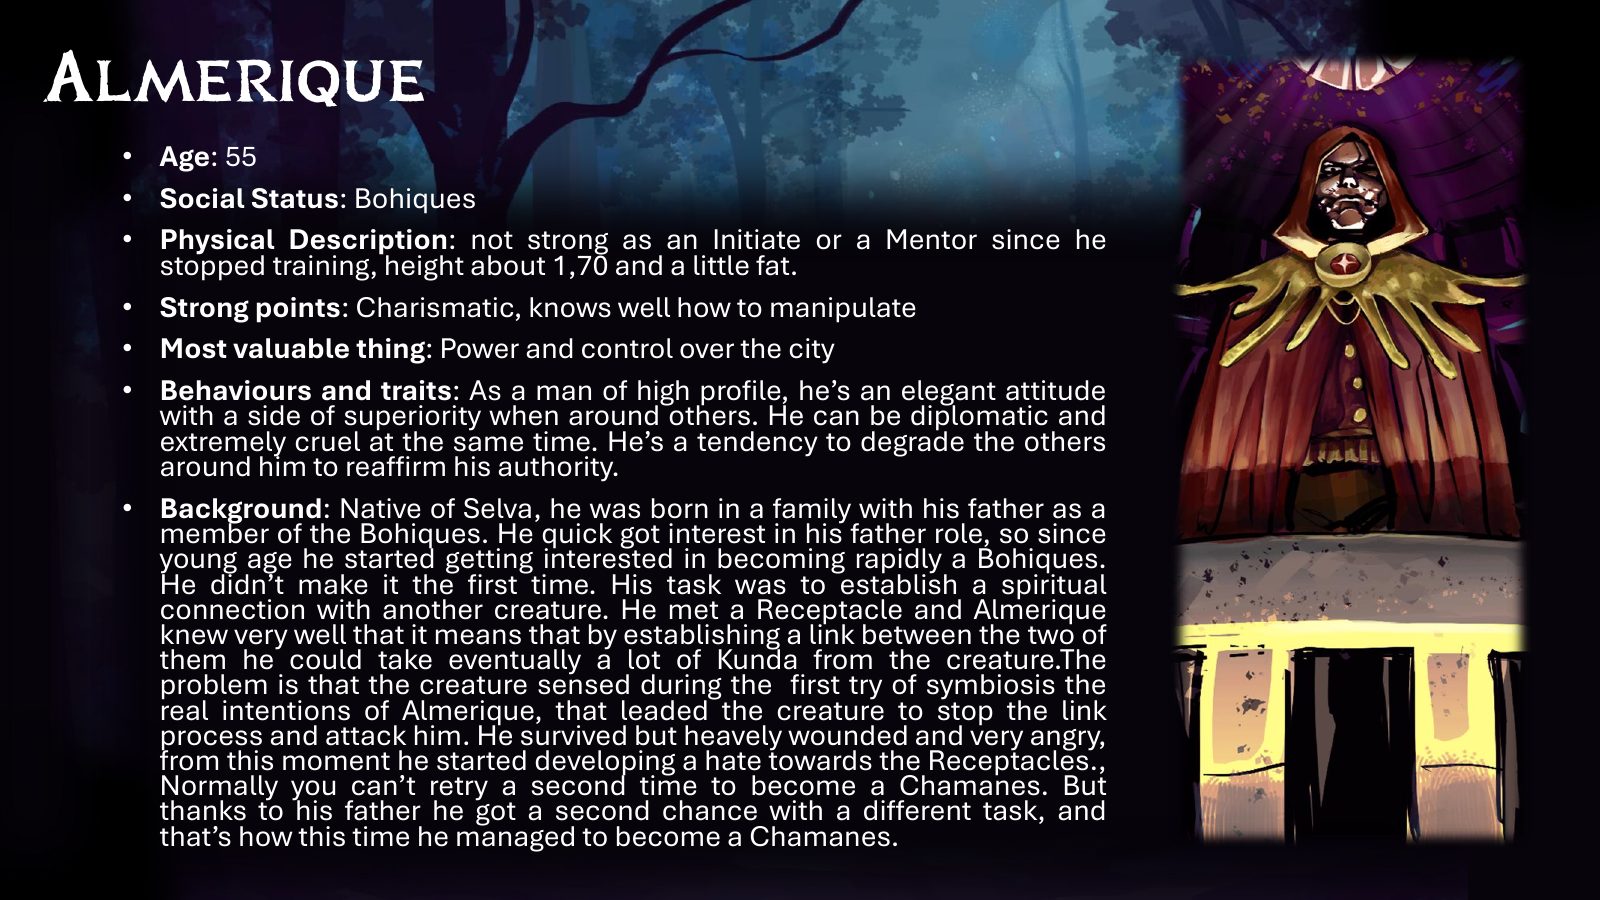 ALMERIQUE
• Age: 55
• Social Status: Bohiques
• Physical Description: not strong as an Initiate or a Mentor since he
stopped training, height about 1,70 and a little fat.
• Strong points: Charismatic, knows well how to manipulate
• Most valuable thing: Power and control over the city
• Behaviours and traits: As a man of high profile, he’s an elegant attitude
with a side of superiority when around others. He can be diplomatic and
extremely cruel at the same time. He’s a tendency to degrade the others
around him to reaffirm his authority.
• Background: Native of Selva, he was born in a family with his father as a
member of the Bohiques. He quick got interest in his father role, so since
young age he started getting interested in becoming rapidly a Bohiques.
He didn’t make it the first time. His task was to establish a spiritual
connection with another creature. He met a Receptacle and Almerique
knew very well that it means that by establishing a link between the two of
them he could take eventually a lot of Kunda from the creature.The
problem is that the creature sensed during the  first try of symbiosis the
real intentions of Almerique, that leaded the creature to stop the link
process and attack him. He survived but heavely wounded and very angry,
from this moment he started developing a hate towards the Receptacles.,
Normally you can’t retry a second time to become a Chamanes. But
thanks to his father he got a second chance with a different task, and
that’s how this time he managed to become a Chamanes.